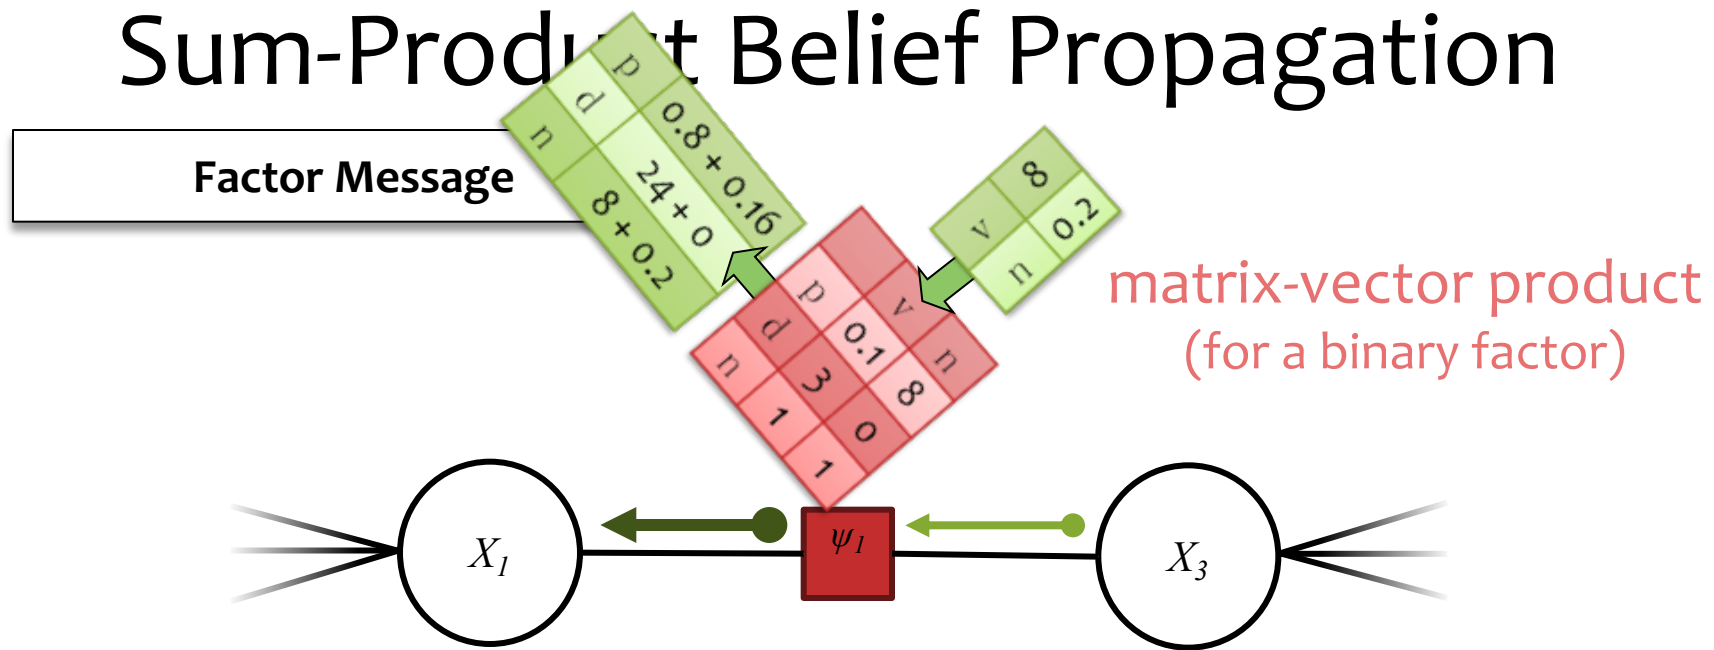 Sum-Product Belief Propagation
Factor Message
p 0.8 + 0.16
d 24 + 0
n 8 + 0.2
v 8
n 0.2
v n
p 0.1 8
d 3 0
n 1 1
matrix-vector product
(for a binary factor)
X1
ψ1
X3